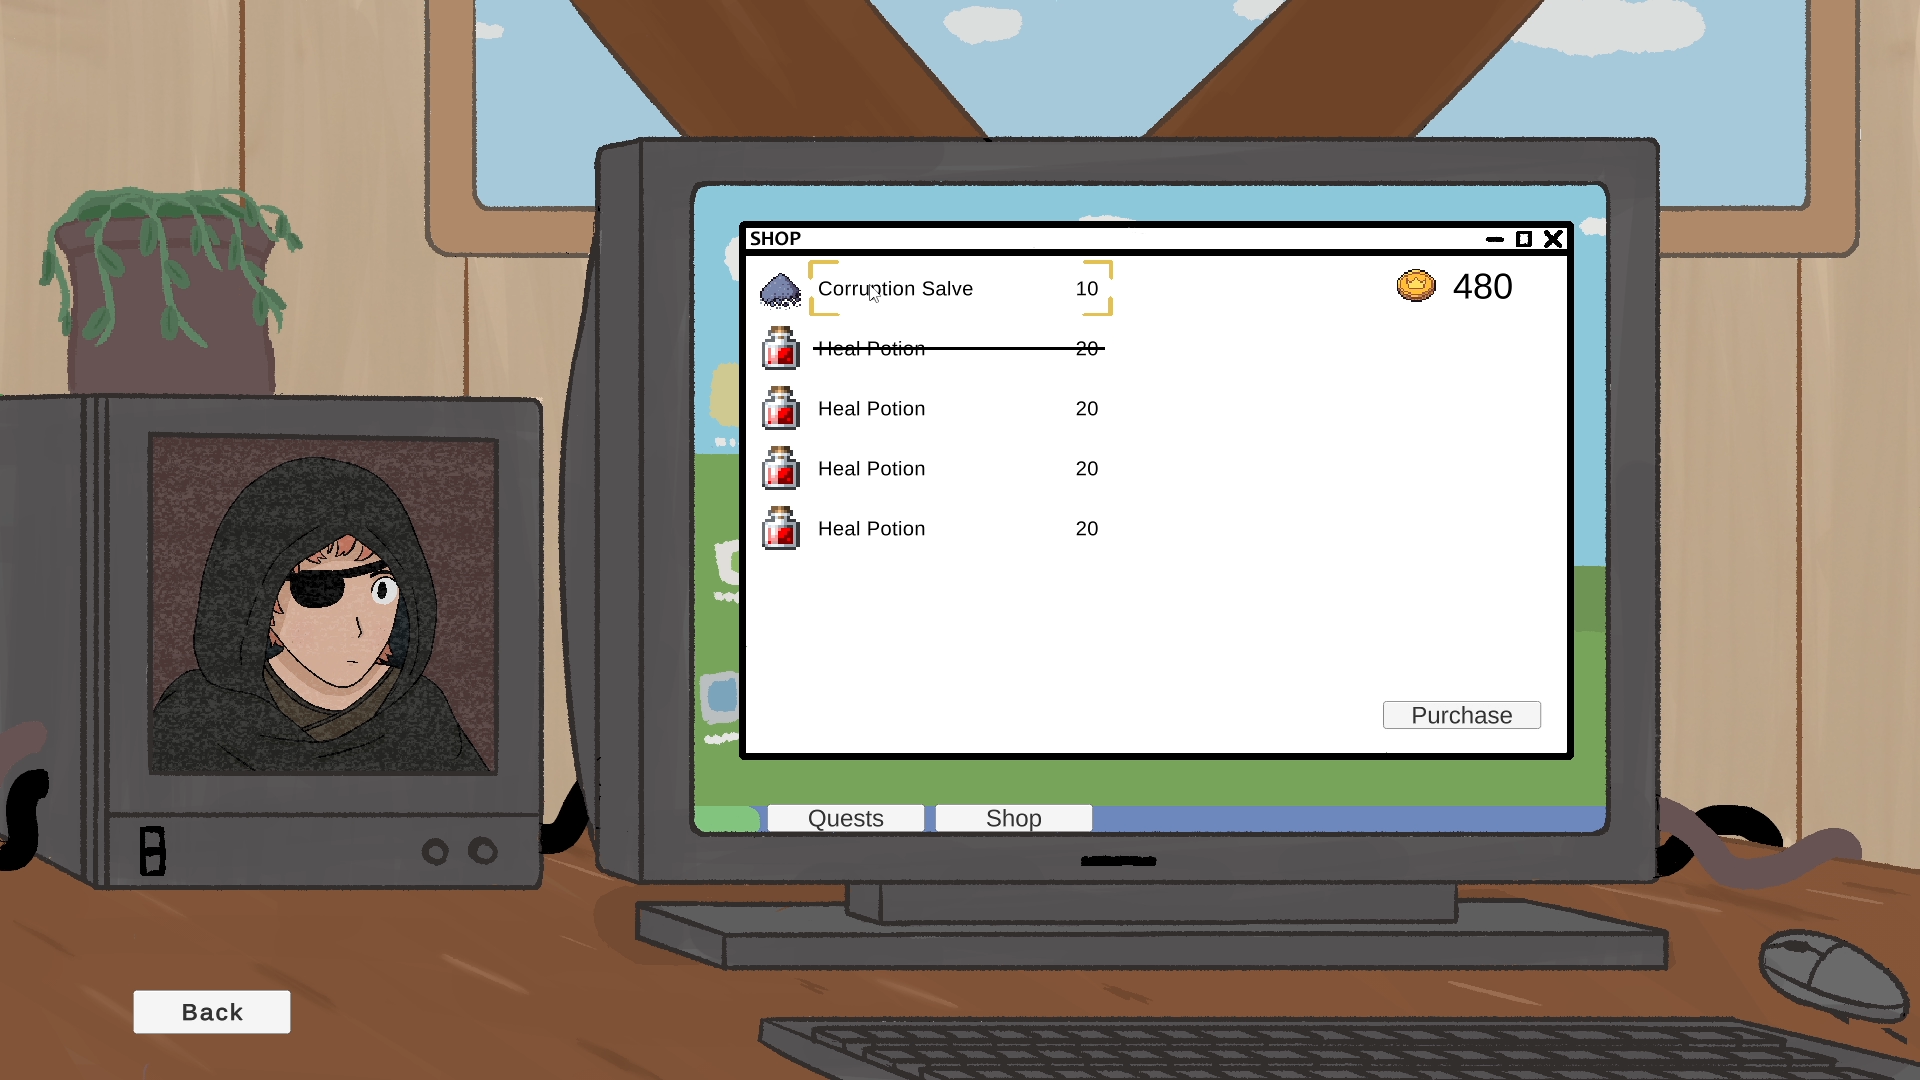 SHOP
Corruption Salve 10
480
Heal Potion 20
Heal Potion 20
Heal Potion 20
Heal Potion 20
Purchase
Quests Shop
Back